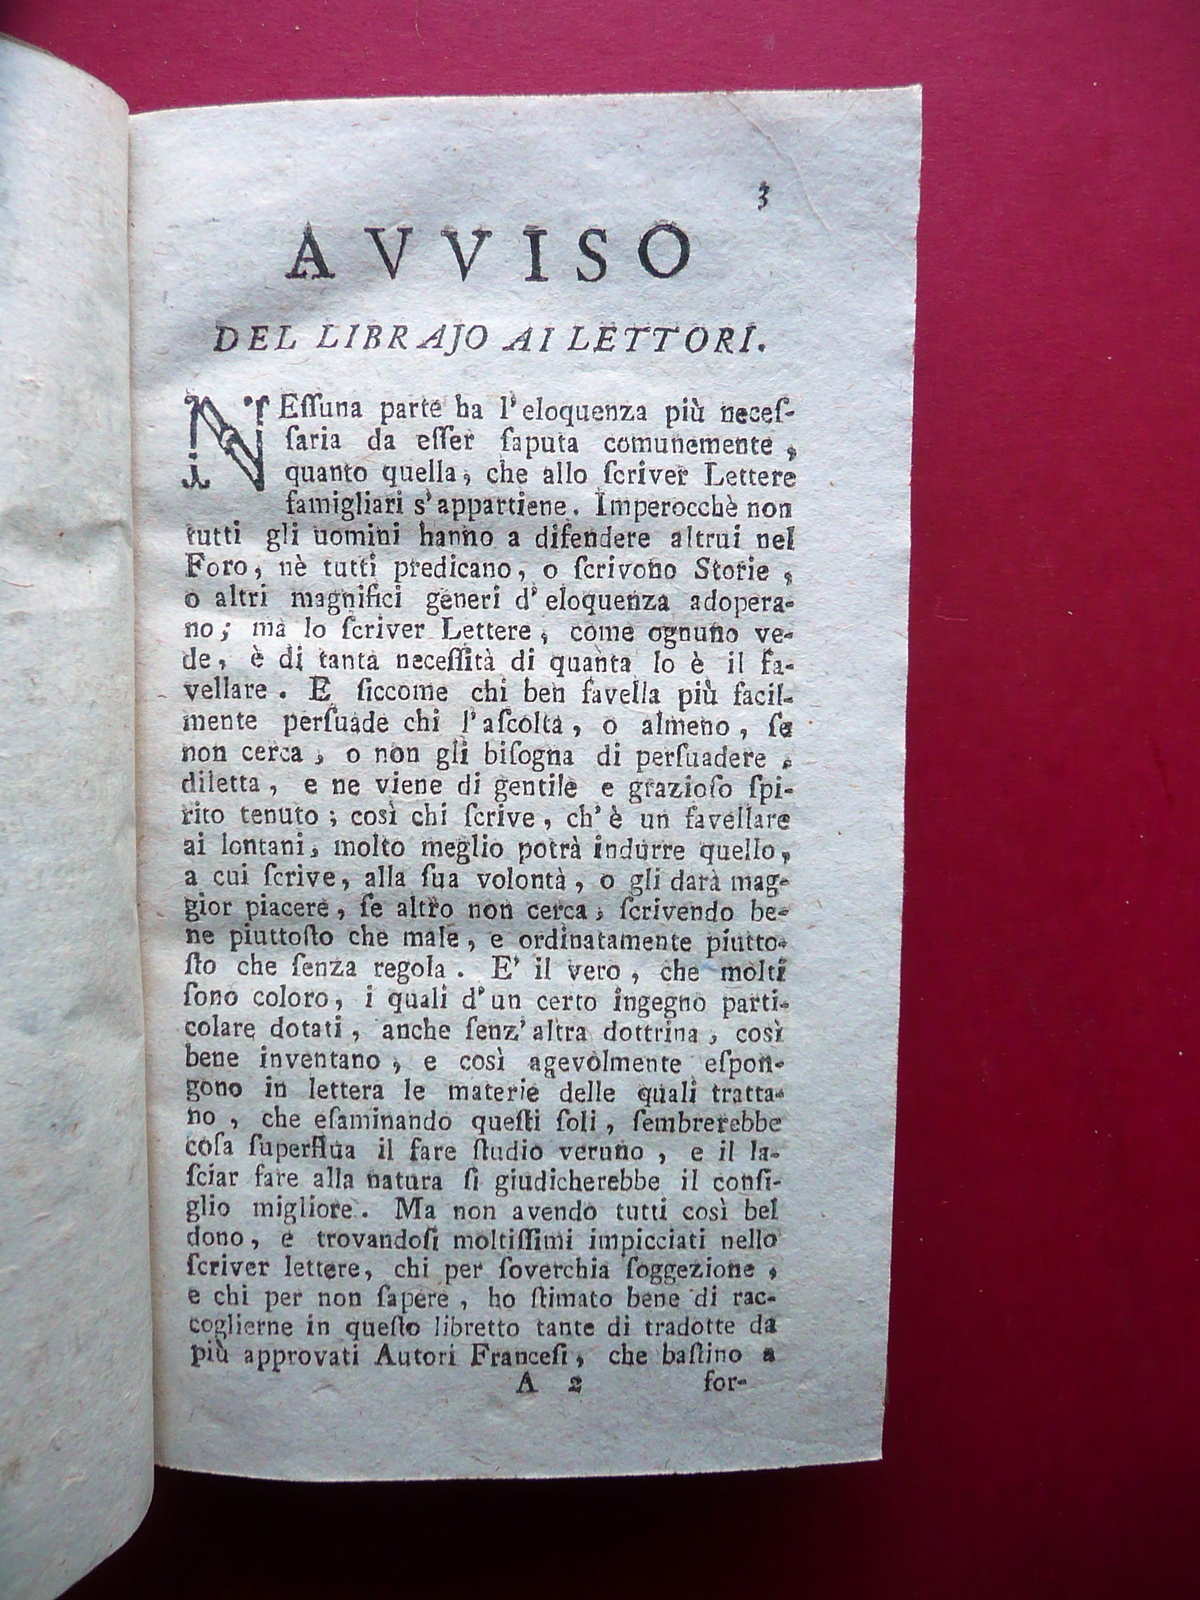 3
AVVISO
DEL LIBRAJO AI LETTORI.
NEſſuna parte ha l'eloquenza più neceſ-
ſaria da eſſer ſaputa comunemente,
quanto quella, che allo ſcriver Lettere
famigliari s'appartiene. Imperocchè non
tutti gli uomini hanno a difendere altrui nel
Foro, nè tutti predicano, o ſcrivono Storie,
o altri magnifici generi d'eloquenza adopera-
no; ma lo ſcriver Lettere, come ognuno ve-
de, è di tanta neceſſità di quanta lo è il fa-
vellare. E ſiccome chi ben favella più facil-
mente perſuade chi l'aſcolta, o almeno, ſe
non cerca, o non gli biſogna di perſuadere,
diletta, e ne viene di gentile e grazioſo ſpi-
rito tenuto; così chi ſcrive, ch'è un favellare
ai lontani, molto meglio potrà indurre quello,
a cui ſcrive, alla ſua volontà, o gli darà mag-
gior piacere, ſe altro non cerca, ſcrivendo be-
ne piuttoſto che male, e ordinatamente piutto-
ſto che ſenza regola. E' il vero, che molti
ſono coloro, i quali d'un certo ingegno parti-
colare dotati, anche ſenz'altra dottrina, così
bene inventano, e così agevolmente eſpon-
gono in lettera le materie delle quali tratta-
no, che eſaminando queſti ſoli, ſembrerebbe
coſa ſuperflua il fare ſtudio veruno, e il la-
ſciar fare alla natura ſi giudicherebbe il conſi-
glio migliore. Ma non avendo tutti così bel
dono, e trovandoſi moltiſſimi impicciati nello
ſcriver lettere, chi per ſoverchia ſoggezione,
e chi per non ſapere, ho ſtimato bene di rac-
coglierne in queſto libretto tante di tradotte da
più approvati Autori Franceſi, che baſtino a
A 2 for-